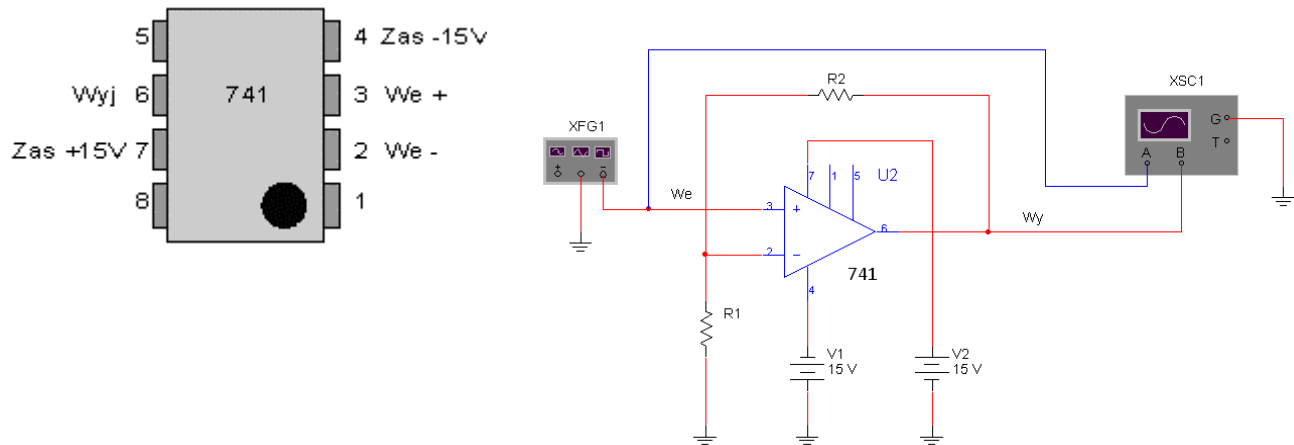 5
4 Zas -15V
Wyj 6
741
3 We +
Zas +15V 7
2 We -
8
1
XFG1
+
-
We
R2
7
1
5
U2
3
+
2
-
6
4
741
Wy
R1
V1
15 V
V2
15 V
XSC1
G
T
A
B